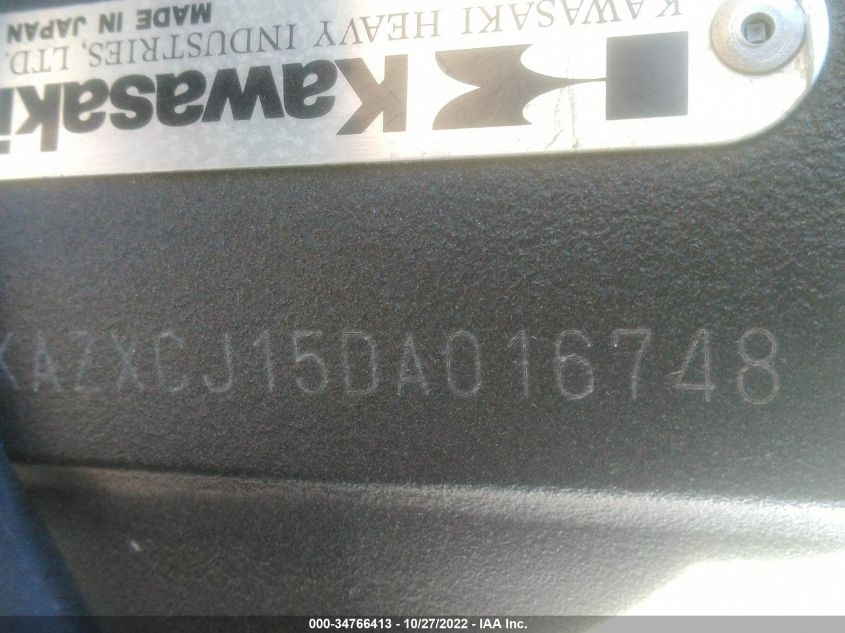 KAWASAKI HEAVY INDUSTRIES, LTD.
MADE IN JAPAN
Kawasaki
KAZXCJ15DA016748
000-34766413 - 10/27/2022 - IAA Inc.